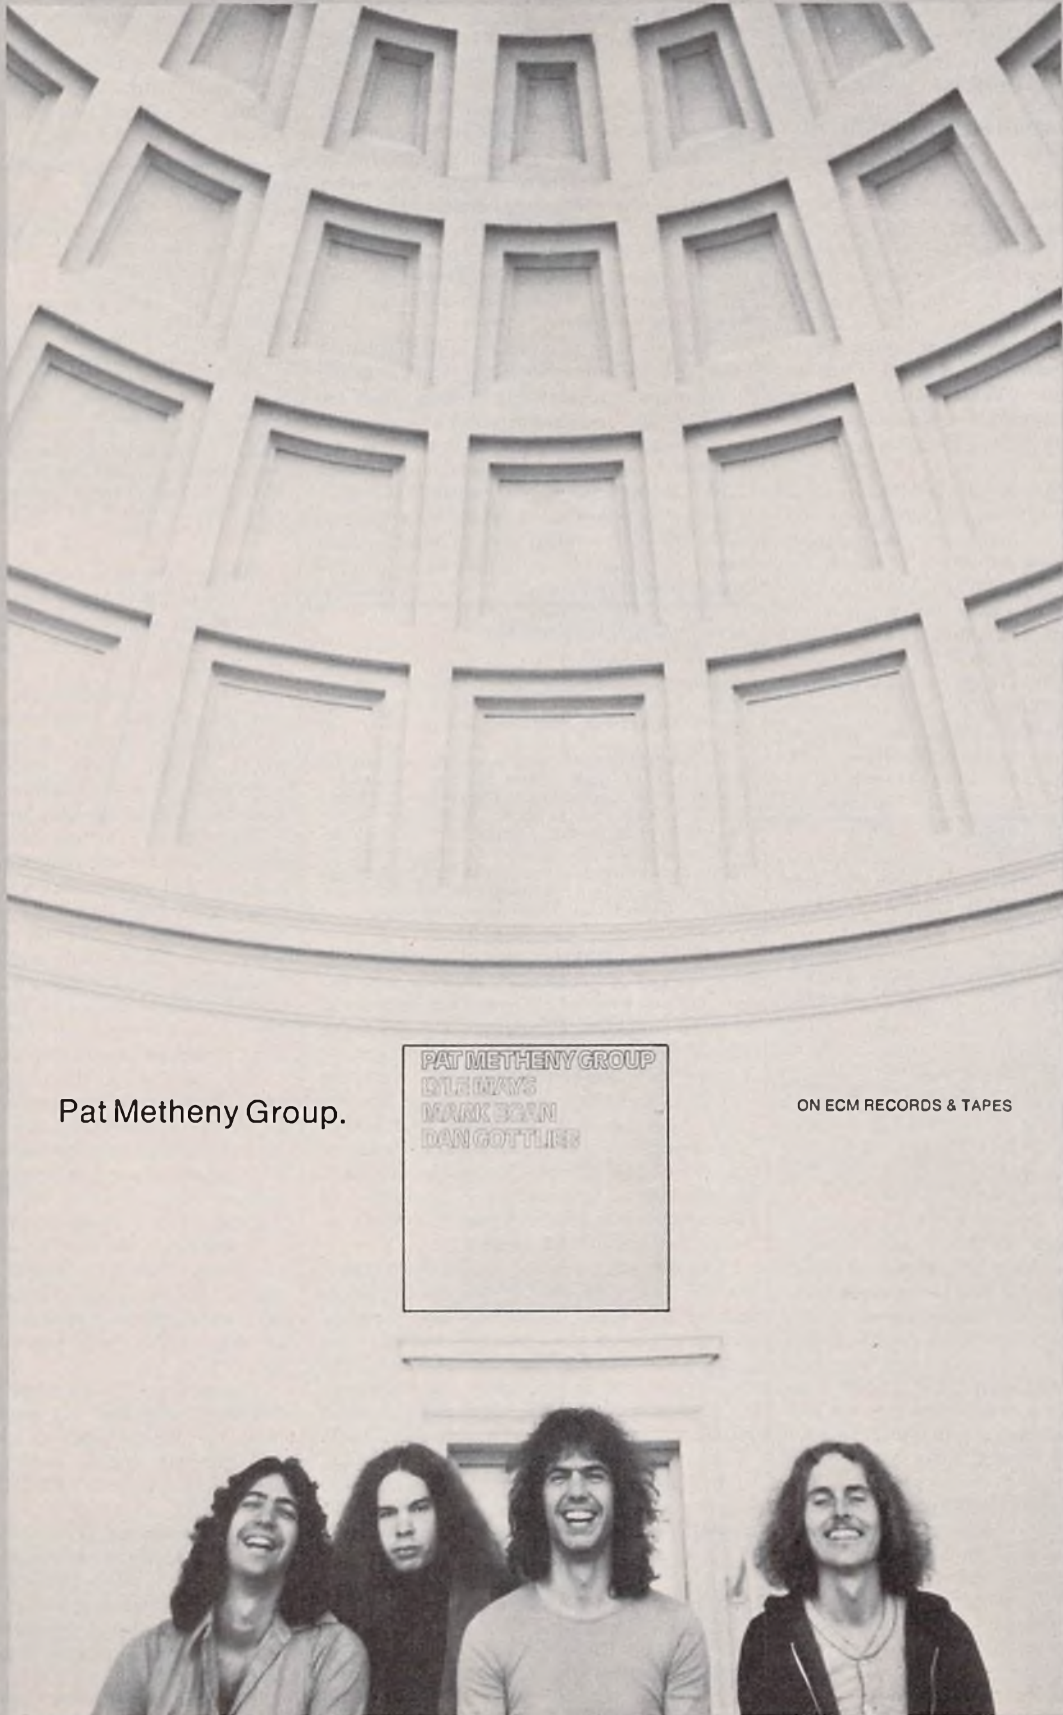 PAT METHENY GROUP
LYLE MAYS
MARK EGAN
DAN GOTTLIEB
Pat Metheny Group.
ON ECM RECORDS & TAPES